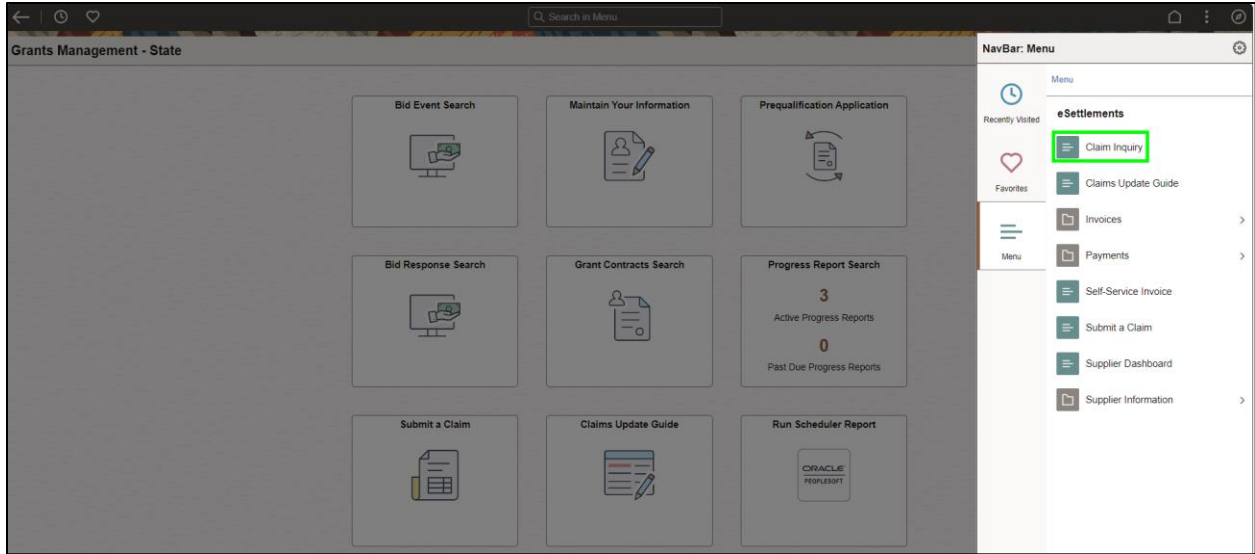 Search in Menu
Grants Management - State
NavBar: Menu
Bid Event Search
Maintain Your Information
Prequalification Application
Bid Response Search
Grant Contracts Search
Progress Report Search
3
Active Progress Reports
0
Past Due Progress Reports
Submit a Claim
Claims Update Guide
Run Scheduler Report
ORACLE
PEOPLESOFT
Recently Visited
Favorites
Menu
Menu
eSettlements
Claim Inquiry
Claims Update Guide
Invoices
Payments
Self-Service Invoice
Submit a Claim
Supplier Dashboard
Supplier Information